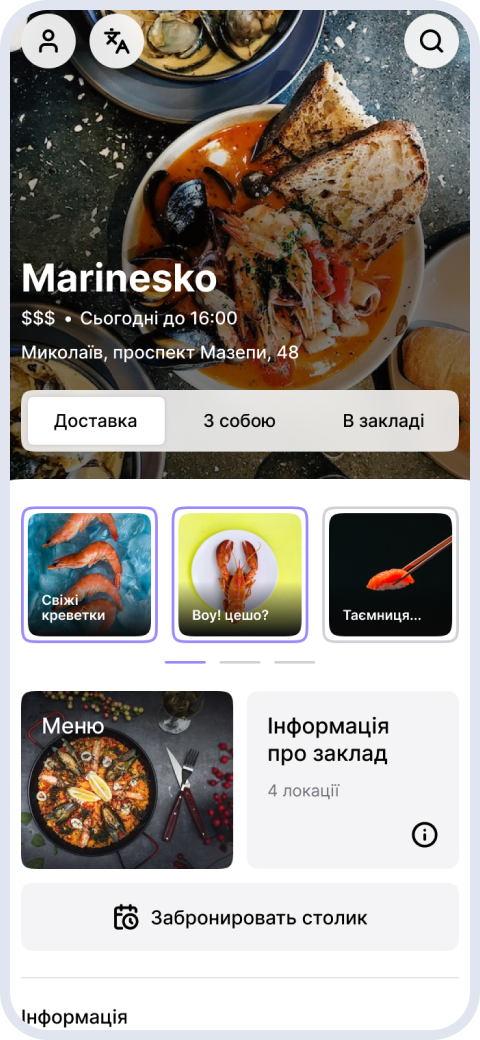 Marinesko
$$$ • Сьогодні до 16:00
Миколаїв, проспект Мазепи, 48
Доставка
З собою
В закладі
Свіжі
креветки
Воу! цешо?
Таємниця...
Меню
Інформація
про заклад
4 локації
Забронировать столик
Інформація